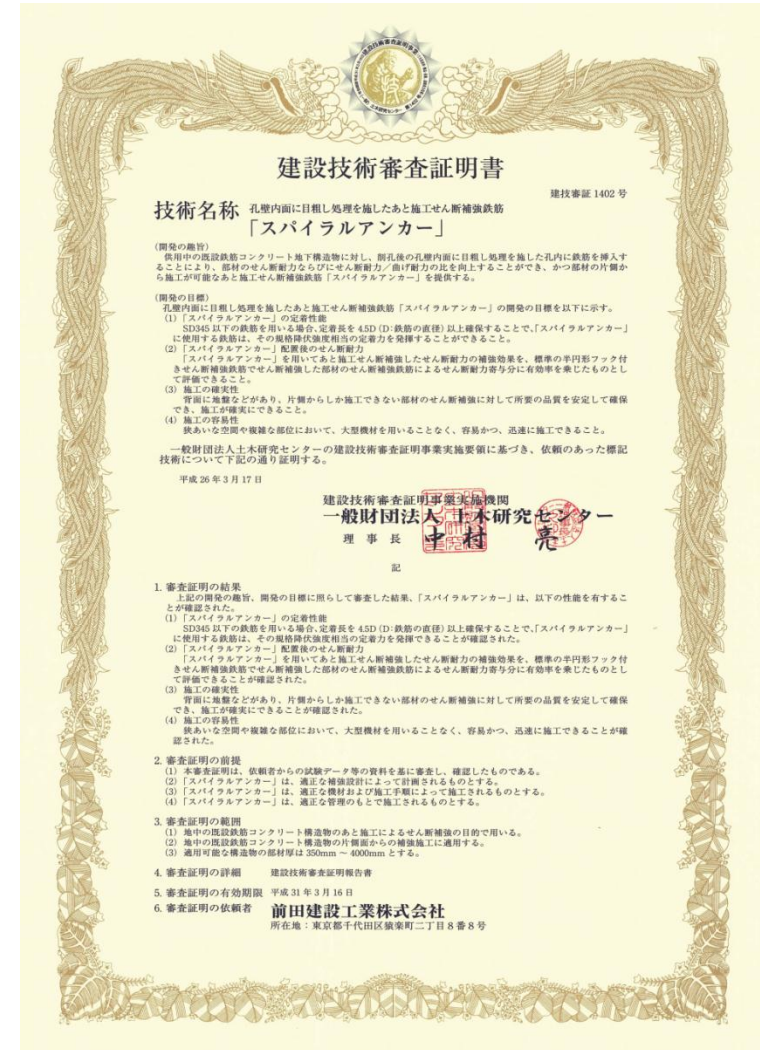 建設技術審査証明書
建技審証 1402 号
技術名称 孔壁内面に目粗し処理を施したあと施工せん断補強鉄筋
「スパイラルアンカー」
(開発の趣旨)
供用中の既設鉄筋コンクリート地下構造物に対し、削孔後の孔壁内面に目粗し処理を施した孔内に鉄筋を挿入す
ることにより、部材のせん断耐力ならびにせん断耐力／曲げ耐力の比を向上することができ、かつ部材の片側か
ら施工が可能なあと施工せん断補強鉄筋「スパイラルアンカー」を提供する。
(開発の目標)
孔壁内面に目粗し処理を施したあと施工せん断補強鉄筋「スパイラルアンカー」の開発の目標を以下に示す。
(1) 「スパイラルアンカー」の定着性能
SD345 以下の鉄筋を用いる場合、定着長を 4.5D (D: 鉄筋の直径) 以上確保することで、「スパイラルアンカー」
に使用する鉄筋は、その規格降伏強度相当の定着力を発揮することができること。
(2) 「スパイラルアンカー」配置後のせん断耐力
「スパイラルアンカー」を用いてあと施工せん断補強したせん断耐力の補強効果を、標準の半円形フック付
きせん断補強鉄筋でせん断補強した部材のせん断補強鉄筋によるせん断耐力寄与分に有効率を乗じたものとし
て評価できること。
(3) 施工の確実性
背面に地盤などがあり、片側からしか施工できない部材のせん断補強に対して所要の品質を安定して確保
でき、施工が確実にできること。
(4) 施工の容易性
狭あいな空間や複雑な部位において、大型機材を用いることなく、容易かつ、迅速に施工できること。
一般財団法人土木研究センターの建設技術審査証明事業実施要領に基づき、依頼のあった標記
技術について下記の通り証明する。
平成 26 年 3 月 17 日
建設技術審査証明事業実施機関
一般財団法人 土木研究センター
理 事 長 中 村 亮
記
1. 審査証明の結果
上記の開発の趣旨、開発の目標に照らして審査した結果、「スパイラルアンカー」は、以下の性能を有するこ
とが確認された。
(1) 「スパイラルアンカー」の定着性能
SD345 以下の鉄筋を用いる場合、定着長を 4.5D (D: 鉄筋の直径) 以上確保することで、「スパイラルアンカー」
に使用する鉄筋は、その規格降伏強度相当の定着力を発揮できることが確認された。
(2) 「スパイラルアンカー」配置後のせん断耐力
「スパイラルアンカー」を用いてあと施工せん断補強したせん断耐力の補強効果を、標準の半円形フック付
きせん断補強鉄筋でせん断補強した部材のせん断補強鉄筋によるせん断耐力寄与分に有効率を乗じたものとし
て評価できることが確認された。
(3) 施工の確実性
背面に地盤などがあり、片側からしか施工できない部材のせん断補強に対して所要の品質を安定して確保
でき、施工が確実にできることが確認された。
(4) 施工の容易性
狭あいな空間や複雑な部位において、大型機材を用いることなく、容易かつ、迅速に施工できることが確
認された。
2. 審査証明の前提
(1) 本審査証明は、依頼者からの試験データ等の資料を基に審査し、確認したものである。
(2) 「スパイラルアンカー」は、適正な補強設計によって計画されるものとする。
(3) 「スパイラルアンカー」は、適正な機材および施工手順によって施工されるものとする。
(4) 「スパイラルアンカー」は、適正な管理のもとで施工されるものとする。
3. 審査証明の範囲
(1) 地中の既設鉄筋コンクリート構造物のあと施工によるせん断補強の目的で用いる。
(2) 地中の既設鉄筋コンクリート構造物の片側面からの補強施工に適用する。
(3) 適用可能な構造物の部材厚は 350mm ～ 4000mm とする。
4. 審査証明の詳細 建設技術審査証明報告書
5. 審査証明の有効期限 平成 31 年 3 月 16 日
6. 審査証明の依頼者 前田建設工業株式会社
所在地：東京都千代田区猿楽町二丁目 8 番 8 号